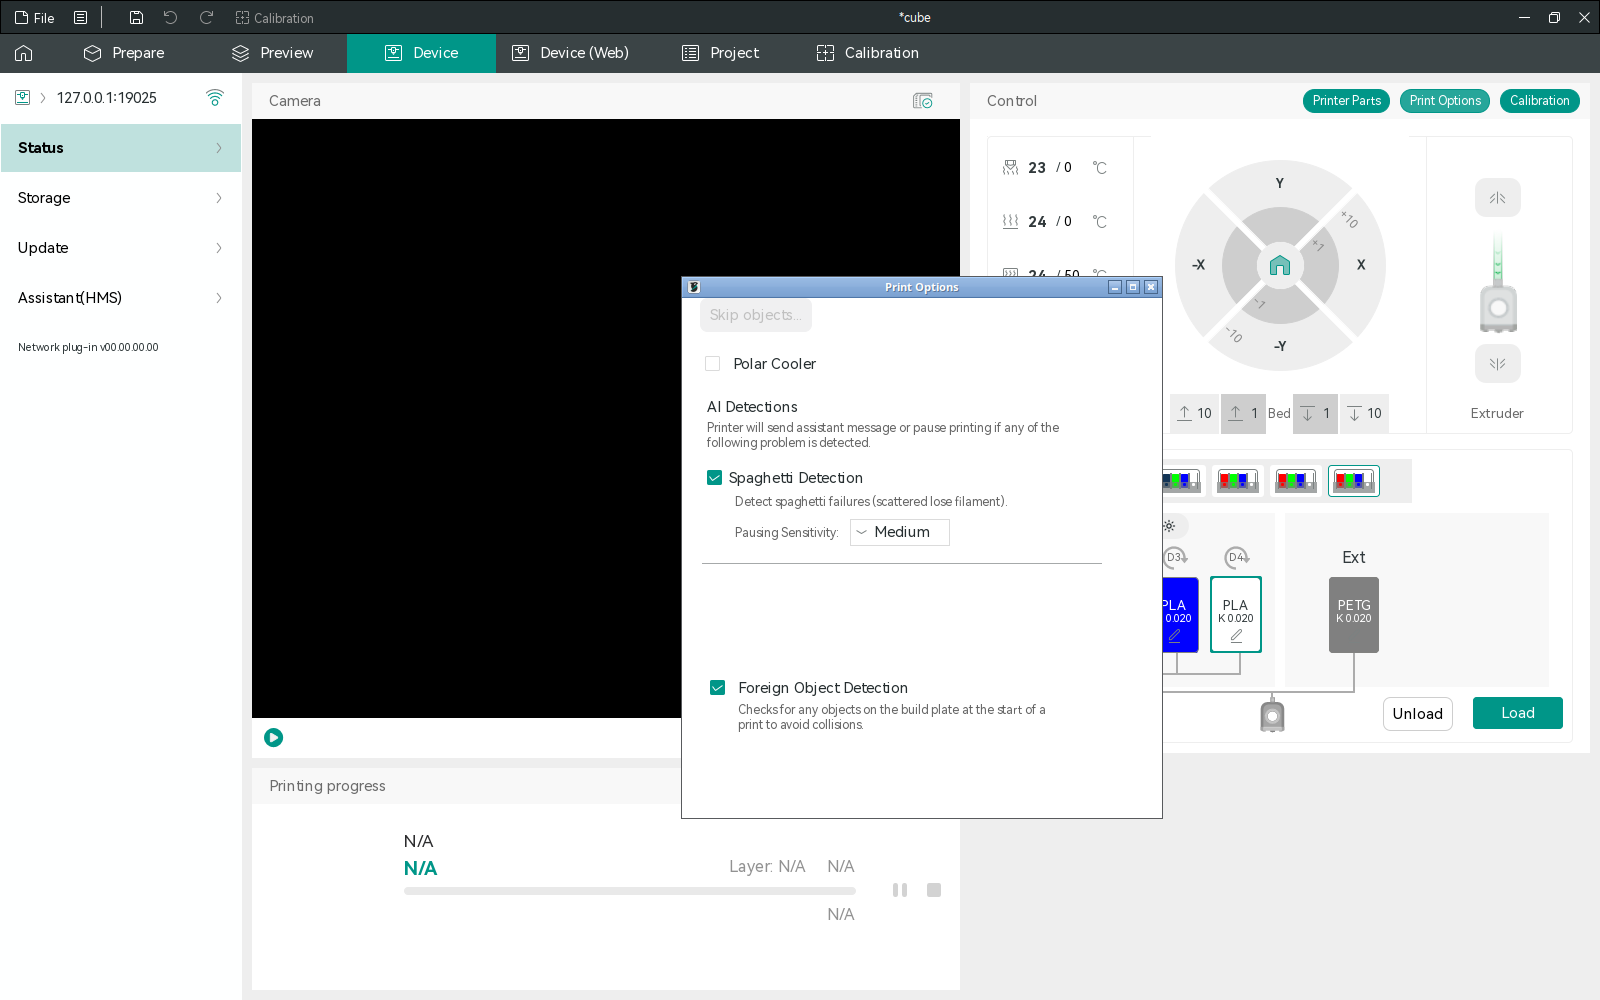 File
Calibration
*cube
Prepare
Preview
Device
Device (Web)
Project
Calibration
127.0.0.1:19025
Status
Storage
Update
Assistant(HMS)
Network plug-in v00.00.00.00
Camera
Control
Printer Parts
Print Options
Calibration
23 / 0 °C
24 / 0 °C
24 / 50 °C
Y
+10
+1
-X
X
-1
-10
-Y
10
1
Bed
1
10
Extruder
Print Options
Skip objects...
Polar Cooler
AI Detections
Printer will send assistant message or pause printing if any of the
following problem is detected.
Spaghetti Detection
Detect spaghetti failures (scattered lose filament).
Pausing Sensitivity:
Medium
Foreign Object Detection
Checks for any objects on the build plate at the start of a
print to avoid collisions.
D3
D4
Ext
PLA
0.020
PLA
K 0.020
PETG
K 0.020
Unload
Load
Printing progress
N/A
N/A
Layer: N/A
N/A
N/A